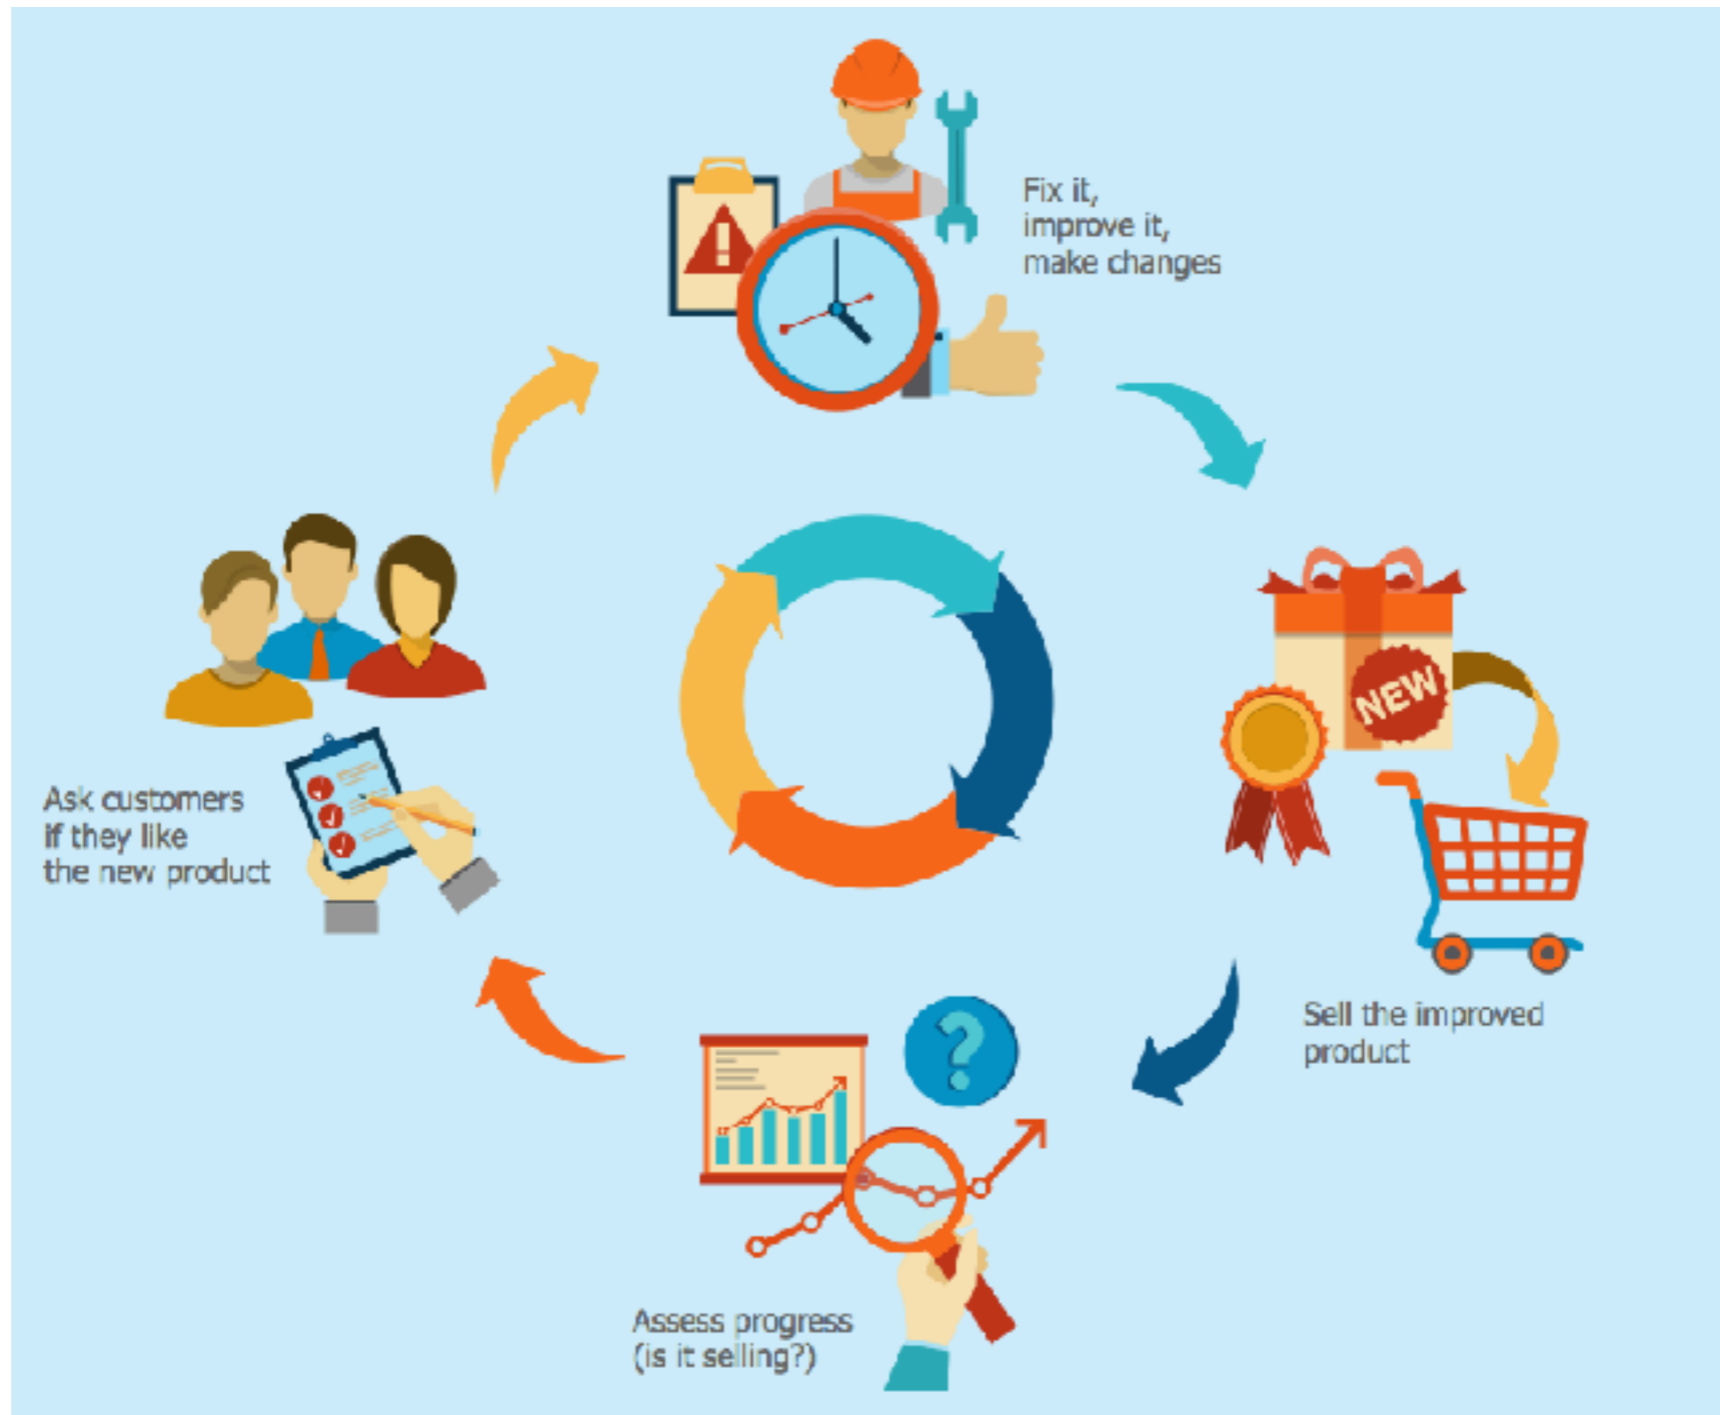 Fix it,
improve it,
make changes
NEW
Sell the improved
product
?
Assess progress
(is it selling?)
Ask customers
if they like
the new product